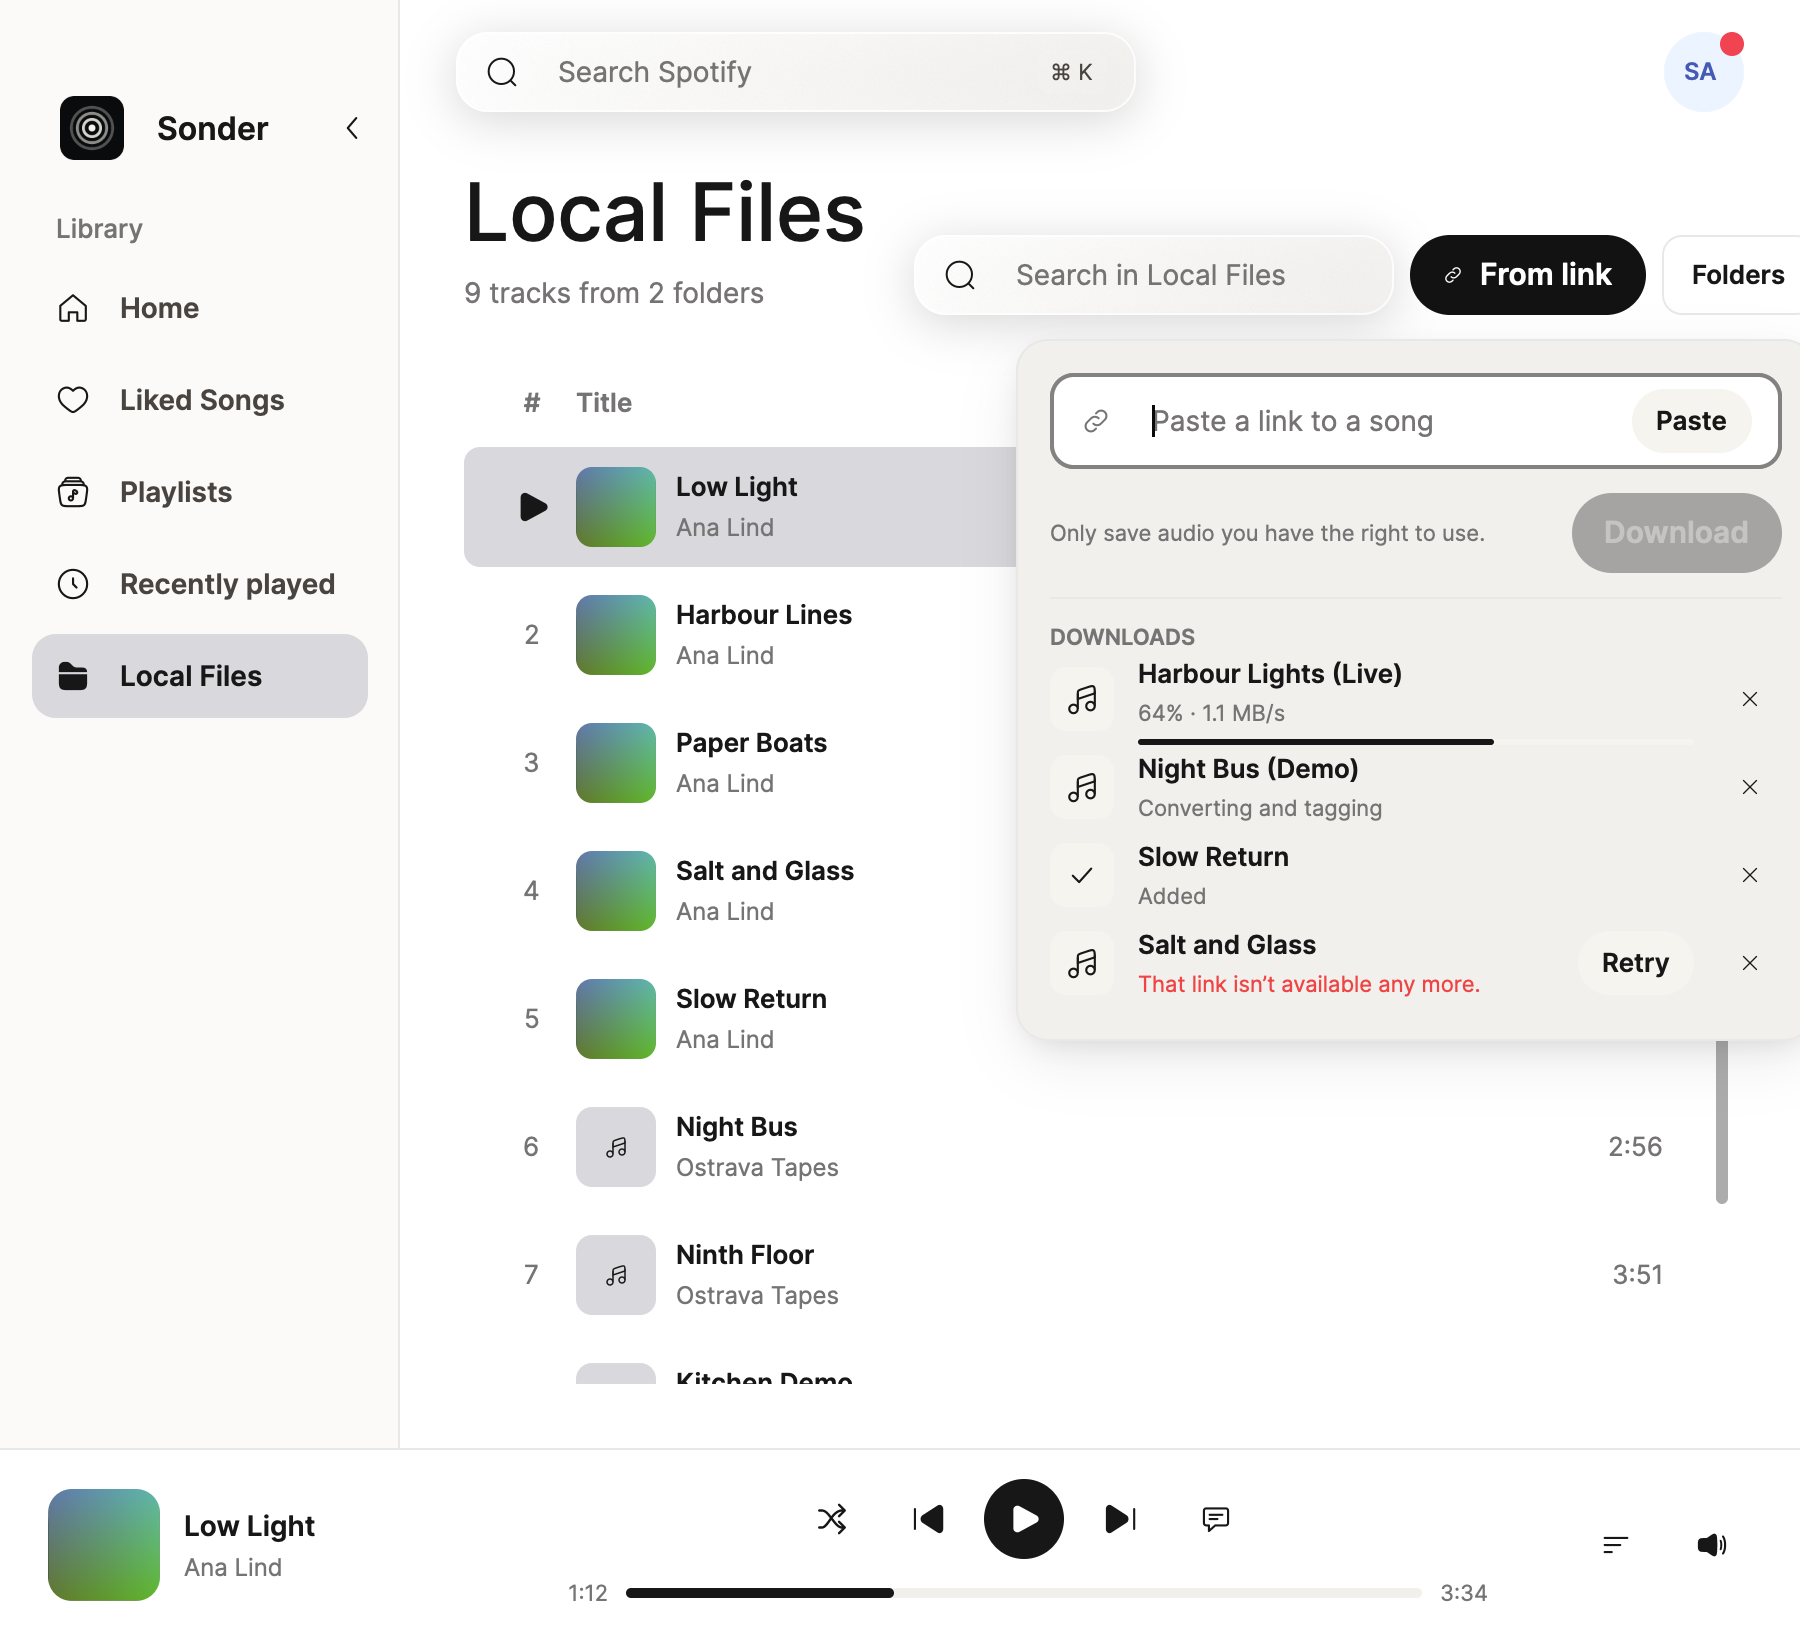 Sonder
Library
Home
Liked Songs
Playlists
Recently played
Local Files
Search Spotify
⌘ K
SA
Local Files
9 tracks from 2 folders
Search in Local Files
From link
Folders
# Title
Low Light
Ana Lind
2
Harbour Lines
Ana Lind
3
Paper Boats
Ana Lind
4
Salt and Glass
Ana Lind
5
Slow Return
Ana Lind
6
Night Bus
Ostrava Tapes
2:56
7
Ninth Floor
Ostrava Tapes
3:51
Kitchen Demo
Paste a link to a song
Paste
Only save audio you have the right to use.
Download
DOWNLOADS
Harbour Lights (Live)
64% · 1.1 MB/s
Night Bus (Demo)
Converting and tagging
Slow Return
Added
Salt and Glass
That link isn’t available any more.
Retry
Low Light
Ana Lind
1:12
3:34